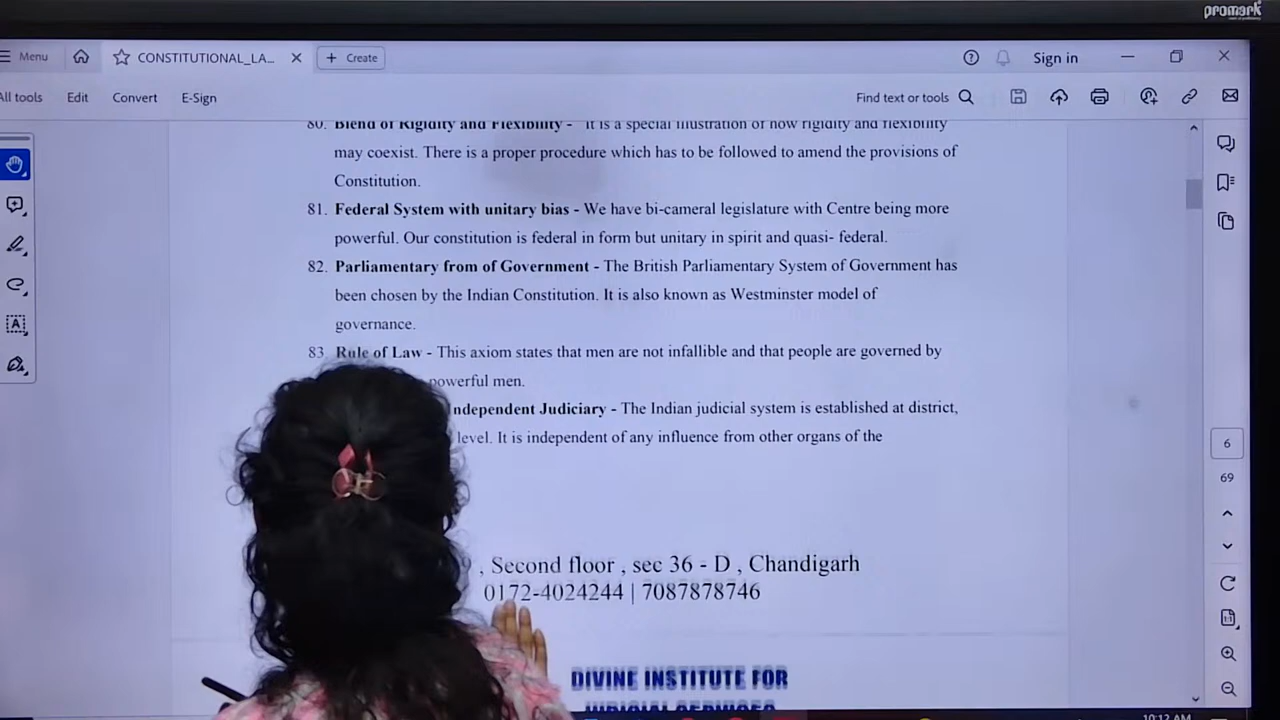 promark
Menu
CONSTITUTIONAL_LA...
Create
Sign in
All tools
Edit
Convert
E-Sign
Find text or tools
80. Blend of Rigidity and Flexibility - It is a special illustration of how rigidity and flexibility
may coexist. There is a proper procedure which has to be followed to amend the provisions of
Constitution.
81. Federal System with unitary bias - We have bi-cameral legislature with Centre being more
powerful. Our constitution is federal in form but unitary in spirit and quasi- federal.
82. Parliamentary from of Government - The British Parliamentary System of Government has
been chosen by the Indian Constitution. It is also known as Westminster model of
governance.
83 Rule of Law - This axiom states that men are not infallible and that people are governed by
powerful men.
ndependent Judiciary - The Indian judicial system is established at district,
level. It is independent of any influence from other organs of the
6
69
9 , Second floor , sec 36 - D , Chandigarh
0172-4024244 | 7087878746
DIVINE INSTITUTE FOR
JUDICIAL SERVICES
10:12 AM